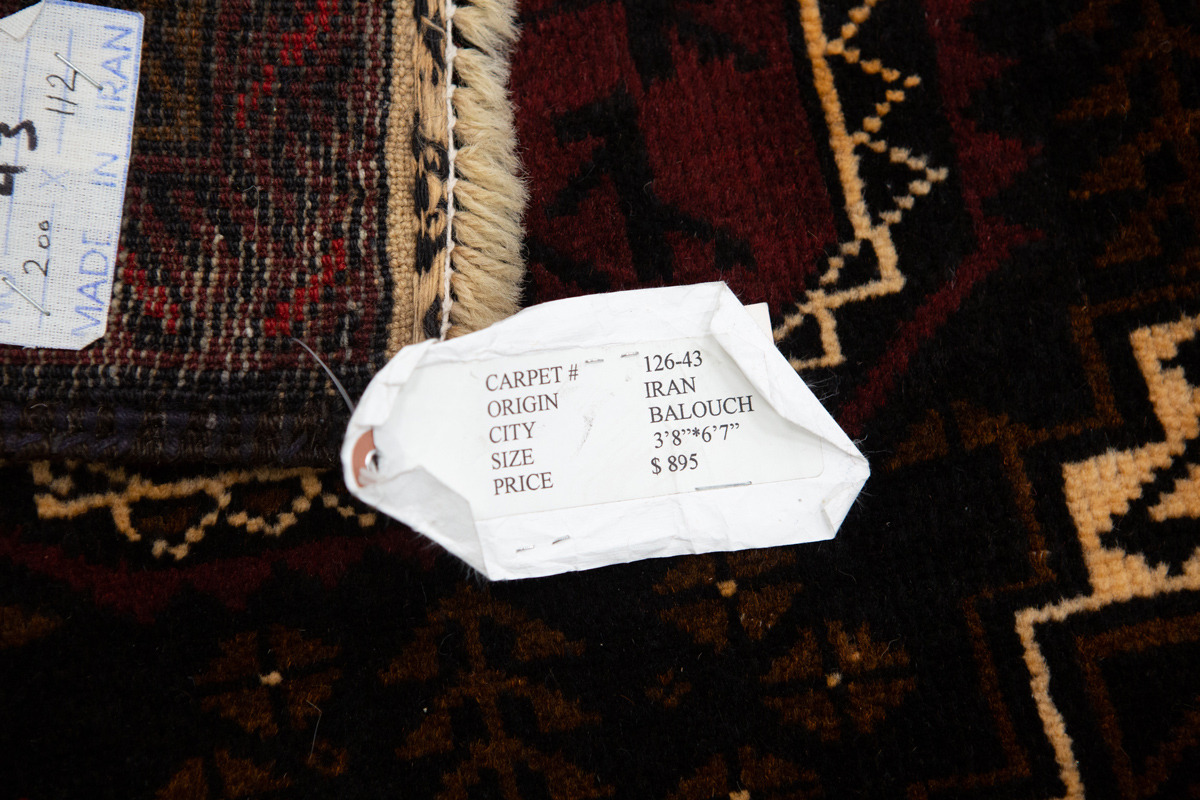 CARPET # 126-43
ORIGIN IRAN
CITY BALOUCH
SIZE 3'8"*6'7"
PRICE $ 895
43
200 X 112
MADE IN IRAN